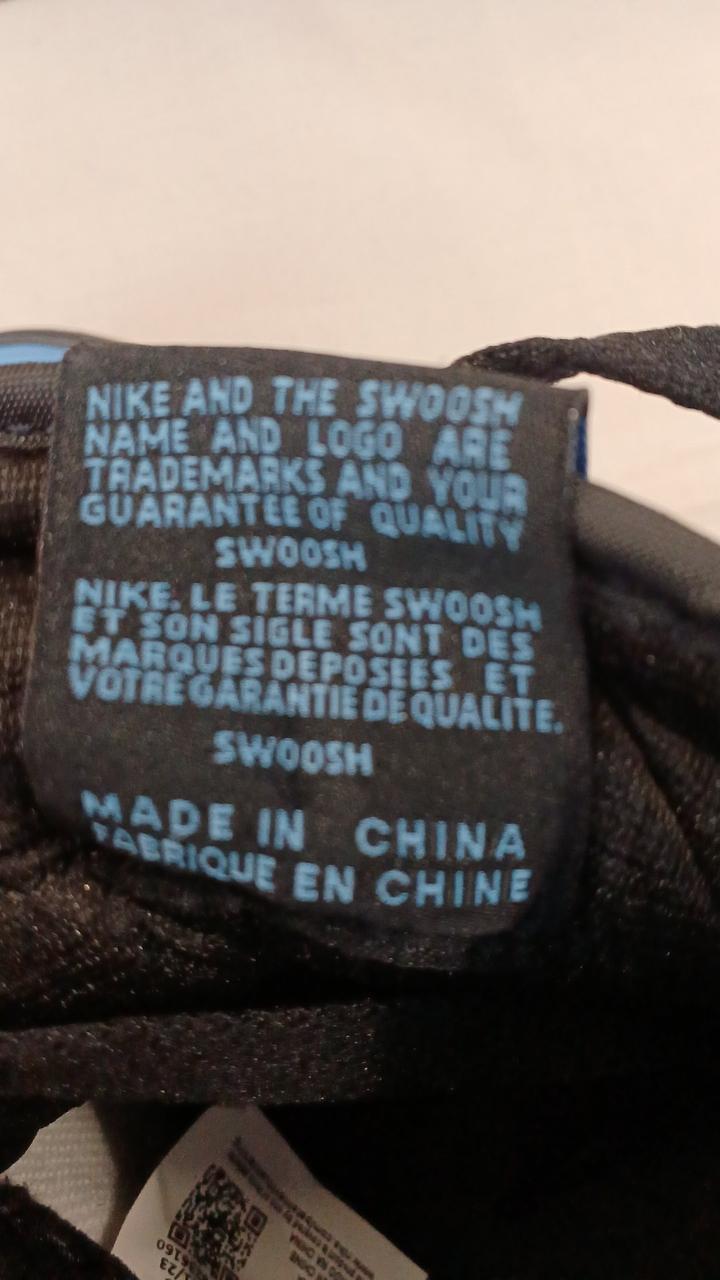 NIKE AND THE SWOOSH
NAME AND LOGO ARE
TRADEMARKS AND YOUR
GUARANTEE OF QUALITY
SWOOSH
NIKE. LE TERME SWOOSH
ET SON SIGLE SONT DES
MARQUES DEPOSEES ET
VOTRE GARANTIE DE QUALITE.
SWOOSH
MADE IN CHINA
FABRIQUE EN CHINE